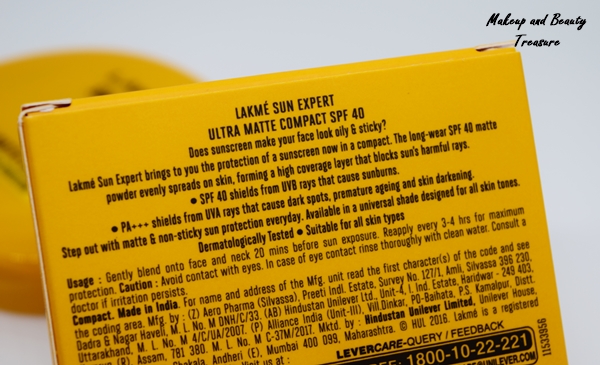 Makeup and Beauty
Treasure
LAKMÉ SUN EXPERT
ULTRA MATTE COMPACT SPF 40
Does sunscreen make your face look oily & sticky?
Lakmé Sun Expert brings to you the protection of a sunscreen now in a compact. The long-wear SPF 40 matte
powder evenly spreads on skin, forming a high coverage layer that blocks sun's harmful rays.
• SPF 40 shields from UVB rays that cause sunburns.
• PA+++ shields from UVA rays that cause dark spots, premature ageing and skin darkening.
Step out with matte & non-sticky sun protection everyday. Available in a universal shade designed for all skin tones.
Dermatologically Tested • Suitable for all skin types
Usage : Gently blend onto face and neck 20 mins before sun exposure. Reapply every 3-4 hrs for maximum
protection. Caution : Avoid contact with eyes. In case of eye contact rinse thoroughly with clean water. Consult a
doctor if irritation persists.
Compact. Made in India. For name and address of the Mfg. unit read the first character(s) of the code and see
the coding area. Mfg. by : (Z) Aero Pharma (Silvassa), Preeti Indl. Estate, Survey No. 127/1, Amli, Silvassa 396 230,
Dadra & Nagar Haveli, M. L. No. M DNH/C/33. (AB) Hindustan Unilever Ltd., Unit-4, I. Ind. Estate, Haridwar - 249 403,
Uttarakhand, M. L. No. M 4/C/UA/2007. (P) Alliance India (Unit-III), Vill Dinkar, PO-Baihata, P.S. Kamalpur, Distt.
(R), Assam, 781 380. M. L. No. M C-37M/2017. Mktd. by : Hindustan Unilever Limited, Unilever House,
Chakala, Andheri (E), Mumbai 400 099, Maharashtra. © HUL 2016. Lakmé is a registered
it us at :
LEVERCARE-QUERY / FEEDBACK
1800-10-22-221
UNILEVER.COM
11533956